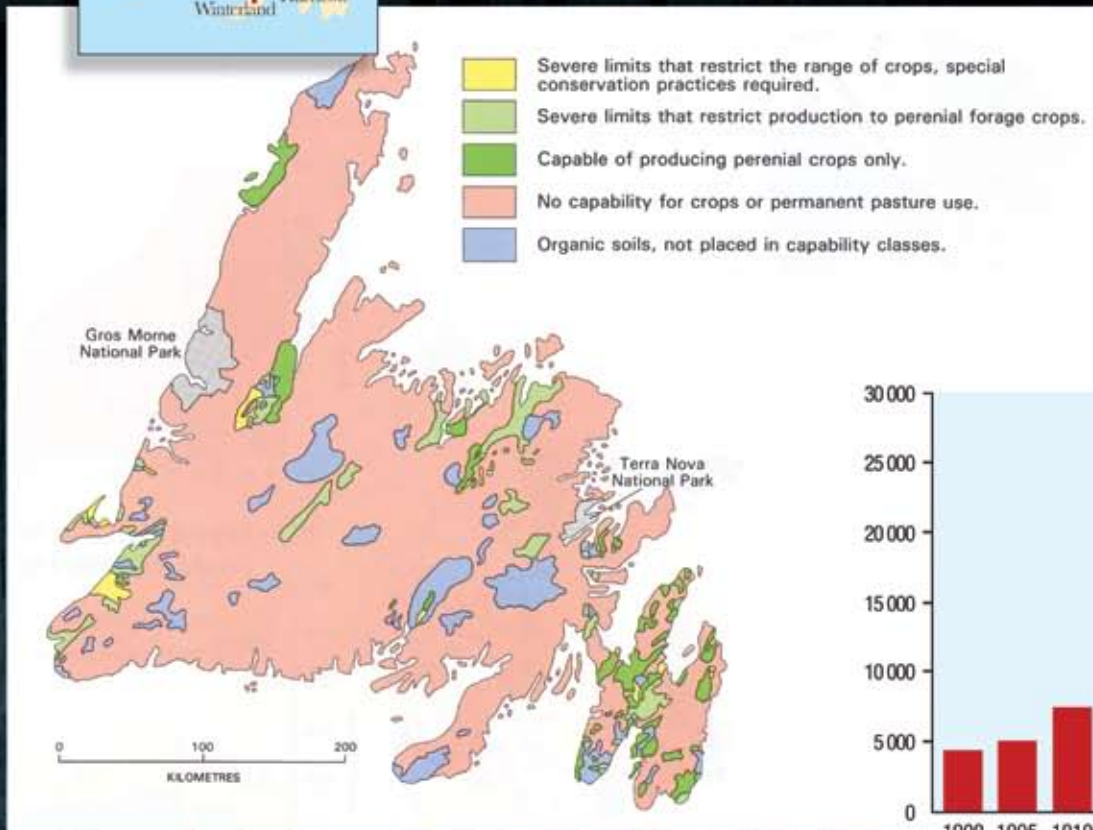 Winterland
Severe limits that restrict the range of crops, special
conservation practices required.
Severe limits that restrict production to perenial forage crops.
Capable of producing perenial crops only.
No capability for crops or permanent pasture use.
Organic soils, not placed in capability classes.
Gros Morne
National Park
Terra Nova
National Park
0 100 200
KILOMETRES
30 000
25 000
20 000
15 000
10 000
5 000
0
1900 1905 1910